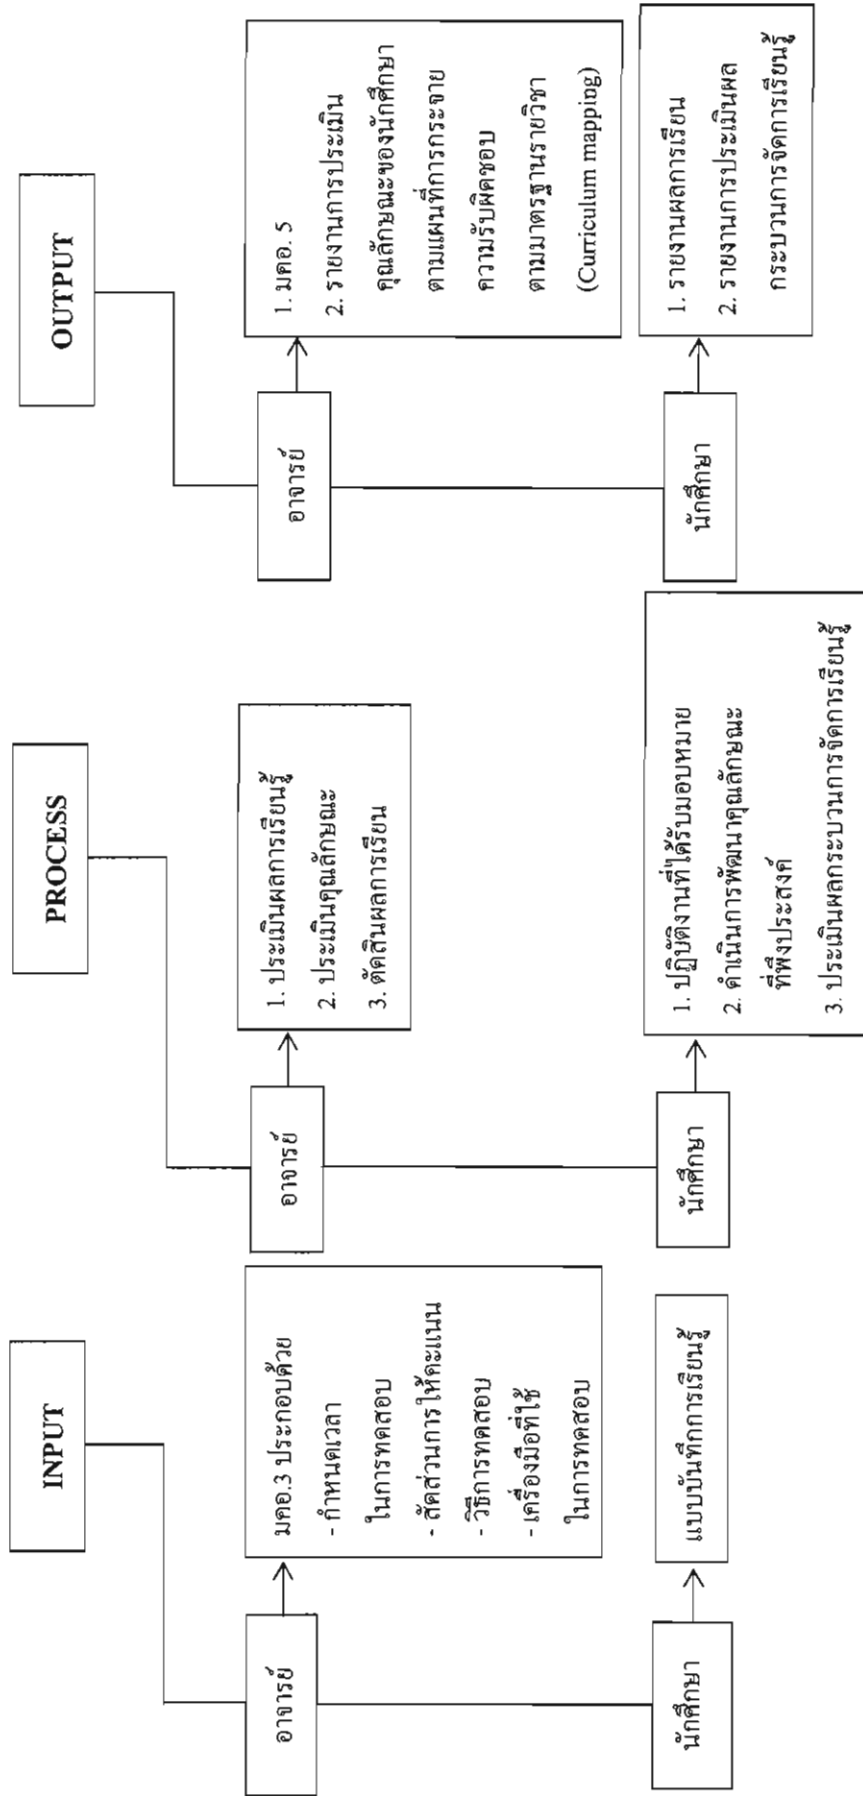 INPUT
อาจารย์
มคอ.3 ประกอบด้วย
- กำหนดเวลา
ในการทดสอบ
- สัดส่วนการให้คะแนน
- วิธีการทดสอบ
- เครื่องมือที่ใช้
ในการทดสอบ
นักศึกษา
แบบบันทึกการเรียนรู้
PROCESS
อาจารย์
1. ประเมินผลการเรียนรู้
2. ประเมินคุณลักษณะ
3. ตัดสินผลการเรียน
นักศึกษา
1. ปฏิบัติงานที่ได้รับมอบหมาย
2. ดำเนินการพัฒนาคุณลักษณะ
ที่พึงประสงค์
3. ประเมินผลกระบวนการจัดการเรียนรู้
OUTPUT
อาจารย์
1. มคอ. 5
2. รายงานการประเมิน
คุณลักษณะของนักศึกษา
ตามแผนที่การกระจาย
ความรับผิดชอบ
ตามมาตรฐานรายวิชา
(Curriculum mapping)
นักศึกษา
1. รายงานผลการเรียน
2. รายงานการประเมินผล
กระบวนการจัดการเรียนรู้